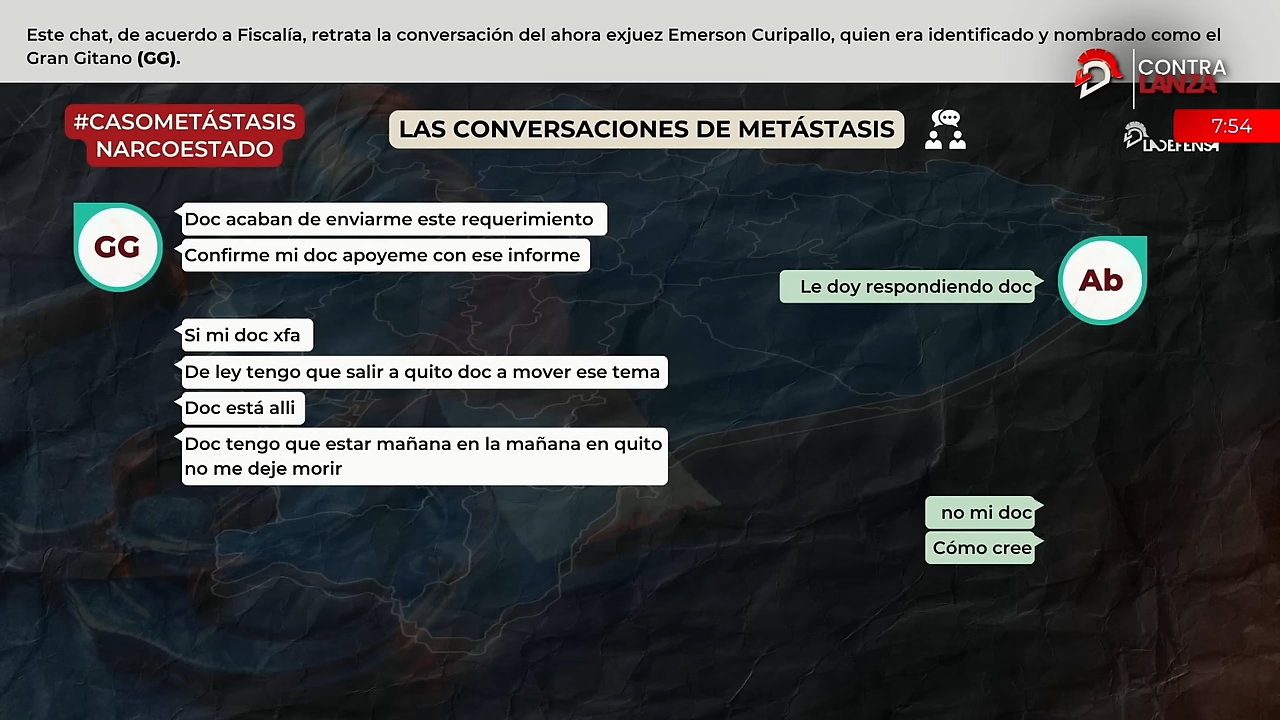 Este chat, de acuerdo a Fiscalía, retrata la conversación del ahora exjuez Emerson Curipallo, quien era identificado y nombrado como el
Gran Gitano (GG).
CONTRA
LANZA
#CASOMETÁSTASIS
NARCOESTADO
LAS CONVERSACIONES DE METÁSTASIS
7:54
LADEFENSA
GG
Doc acaban de enviarme este requerimiento
Confirme mi doc apoyeme con ese informe
Le doy respondiendo doc
Ab
Si mi doc xfa
De ley tengo que salir a quito doc a mover ese tema
Doc está alli
Doc tengo que estar mañana en la mañana en quito
no me deje morir
no mi doc
Cómo cree